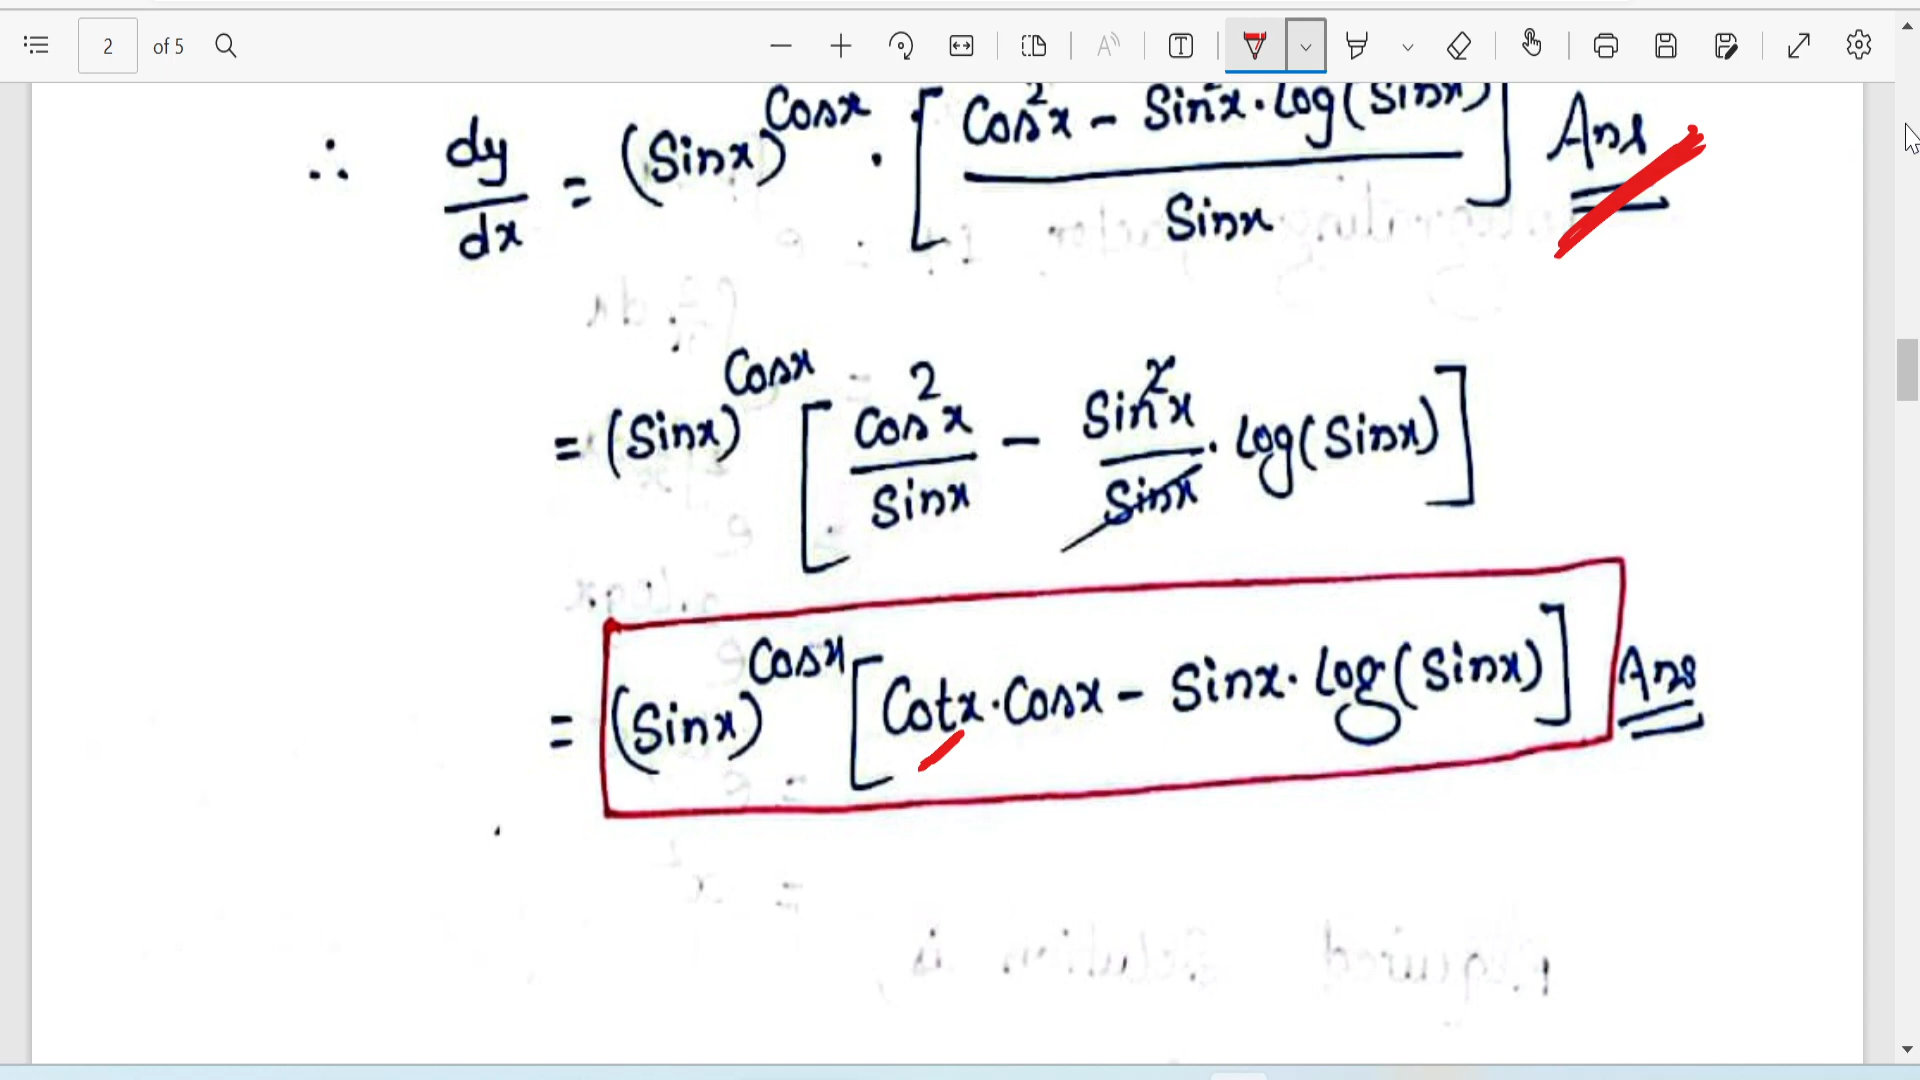 2 of 5
∴ dy/dx = (Sinx)^Cosx · [ (Cos²x - Sin²x·log(Sinx)) / Sinx ] Ans
= (Sinx)^Cosx [ Cos²x/Sinx - Sin²x/Sinx · log(Sinx) ]
= (Sinx)^Cosx [ Cotx·Cosx - Sinx·log(Sinx) ] Ans